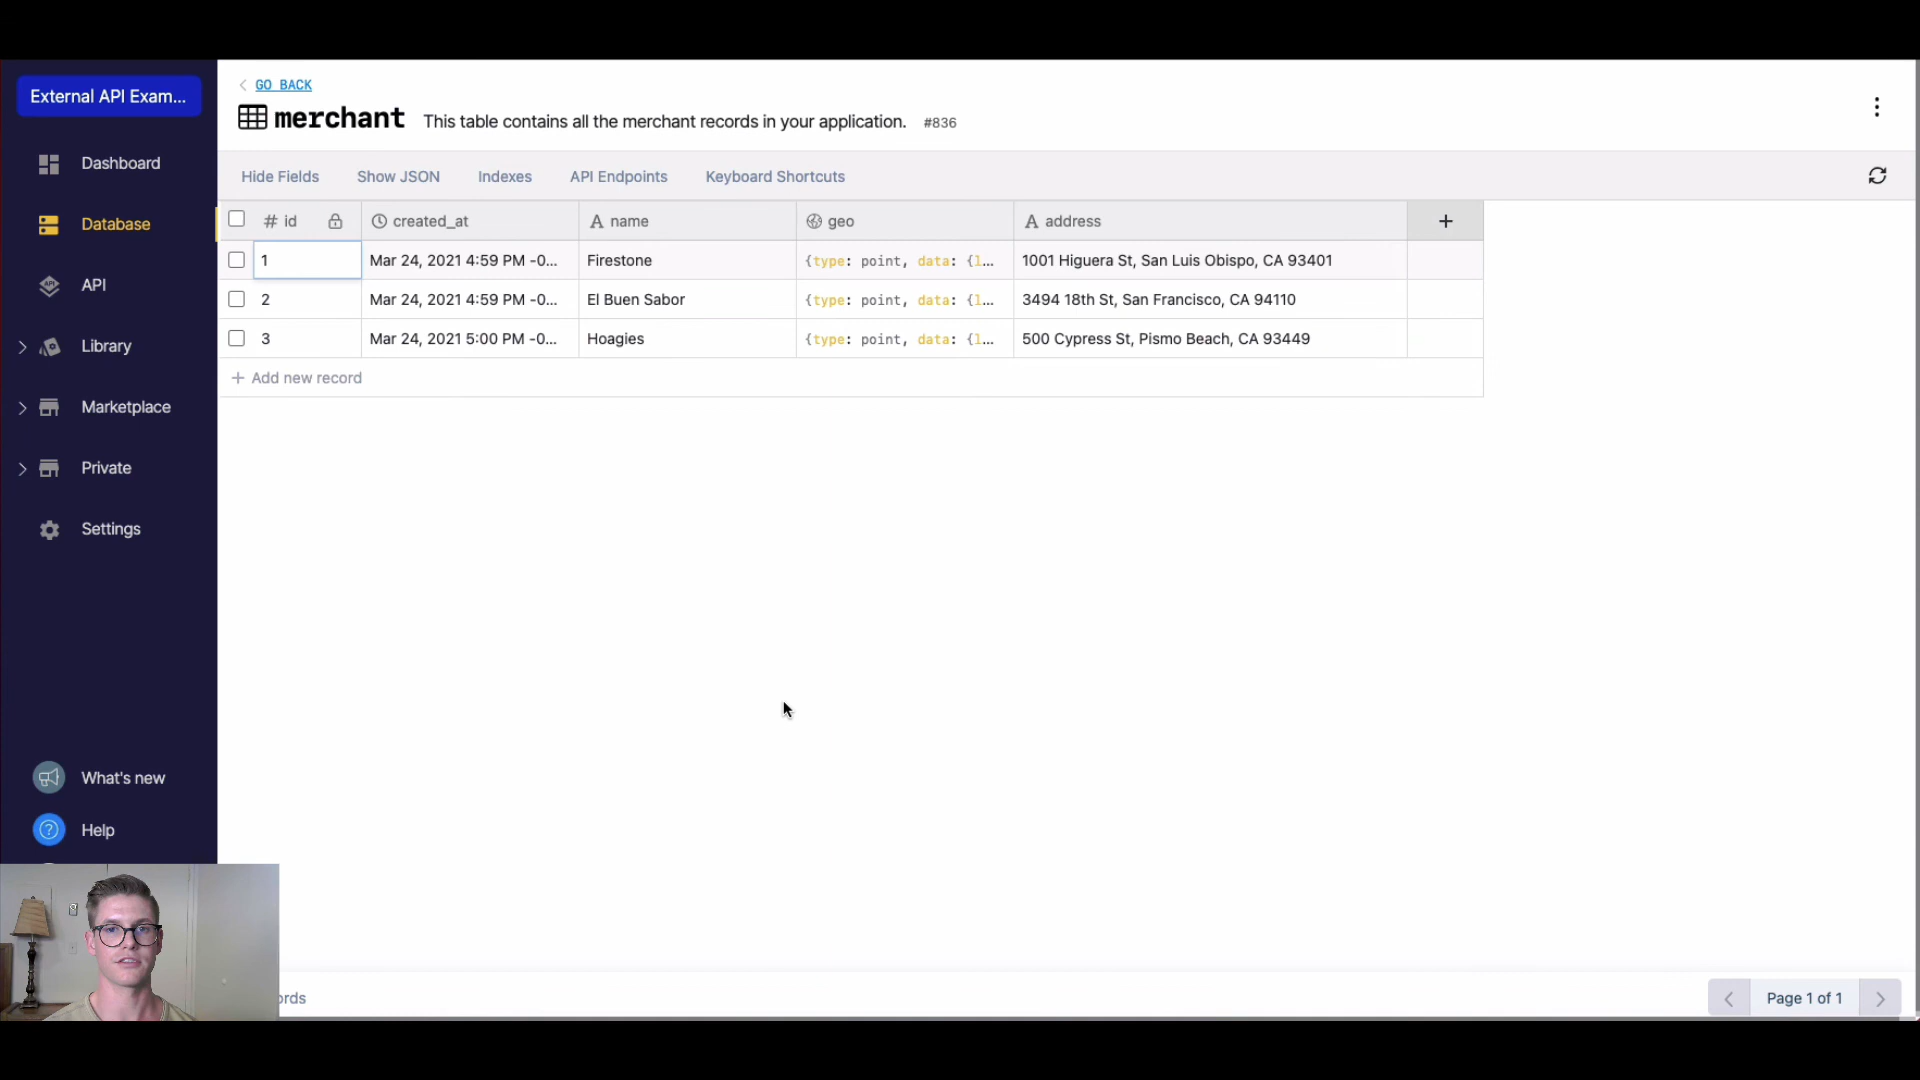 External API Exam...
Dashboard
Database
API
Library
Marketplace
Private
Settings
What's new
Help
GO BACK
merchant This table contains all the merchant records in your application. #836
Hide Fields Show JSON Indexes API Endpoints Keyboard Shortcuts
# id created_at name geo address +
1 Mar 24, 2021 4:59 PM -0... Firestone {type: point, data: {l... 1001 Higuera St, San Luis Obispo, CA 93401
2 Mar 24, 2021 4:59 PM -0... El Buen Sabor {type: point, data: {l... 3494 18th St, San Francisco, CA 94110
3 Mar 24, 2021 5:00 PM -0... Hoagies {type: point, data: {l... 500 Cypress St, Pismo Beach, CA 93449
+ Add new record
Page 1 of 1